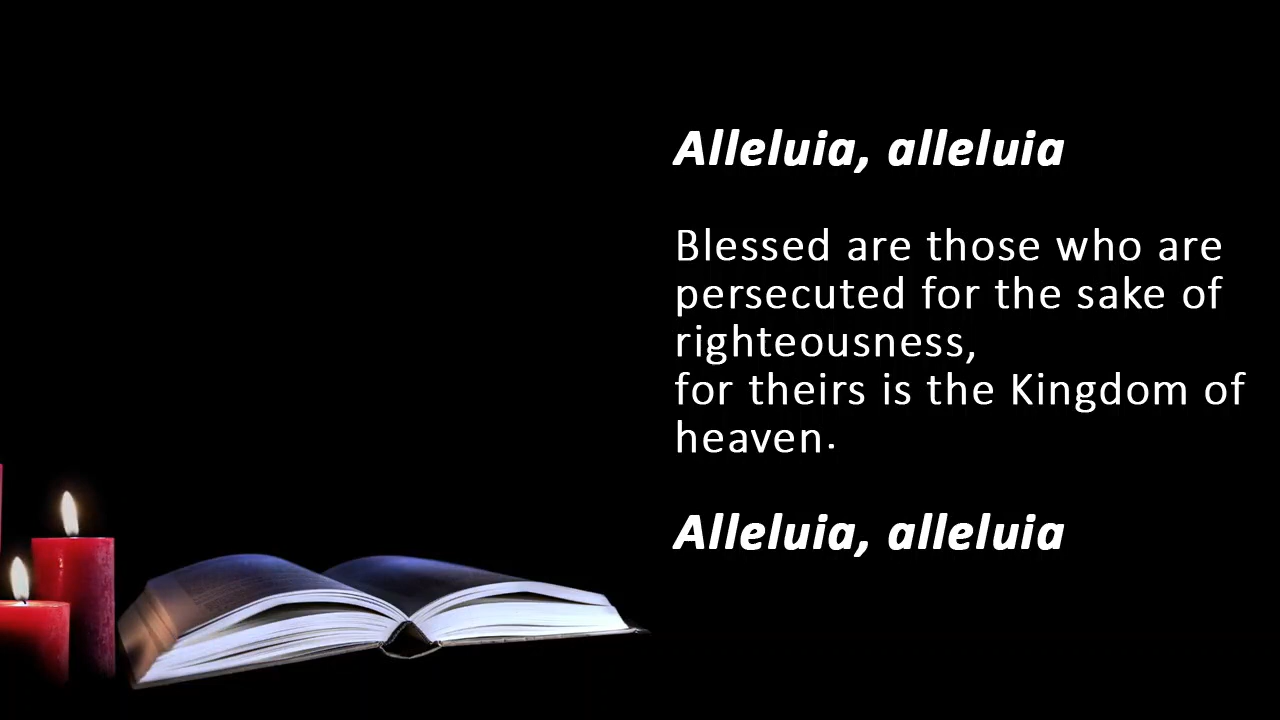 Alleluia, alleluia
Blessed are those who are
persecuted for the sake of
righteousness,
for theirs is the Kingdom of
heaven.
Alleluia, alleluia